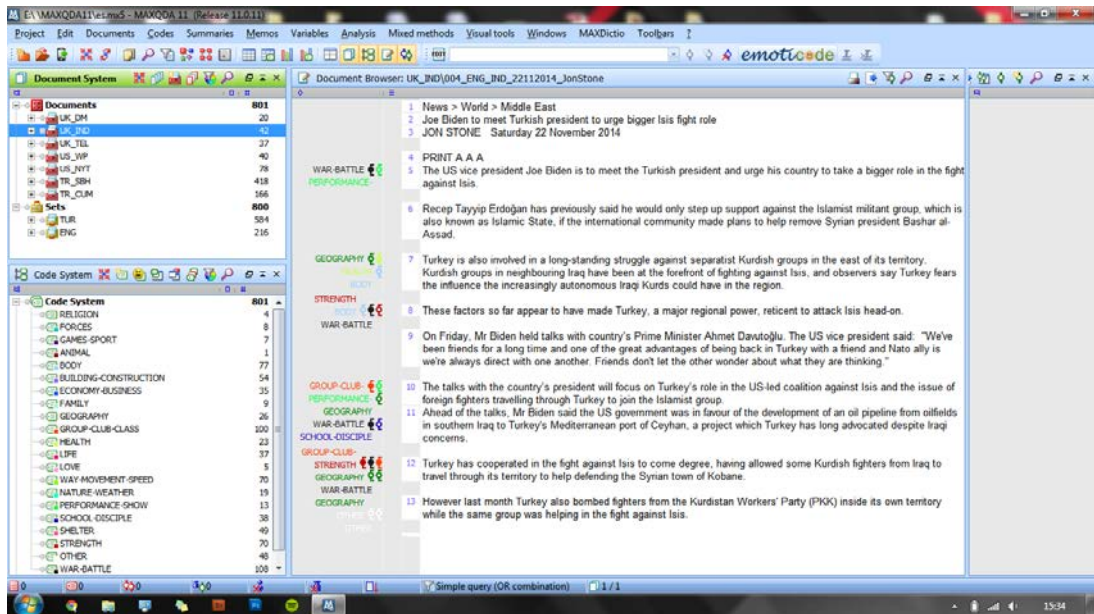 E:\ \MAXQDA11\es.mx5 - MAXQDA 11 (Release 11.0.11)
Project Edit Documents Codes Summaries Memos Variables Analysis Mixed methods Visual tools Windows MAXDictio Toolbars ?
emoticode
Document System
Documents 801
UK_DM 20
UK_IND 42
UK_TEL 37
US_WP 40
US_NYT 78
TR_SBH 418
TR_CUM 166
Sets 800
TUR 584
ENG 216
Code System
Code System 801
RELIGION 4
FORCES 8
GAMES-SPORT 7
ANIMAL 1
BODY 77
BUILDING-CONSTRUCTION 54
ECONOMY-BUSINESS 35
FAMILY 9
GEOGRAPHY 26
GROUP-CLUB-CLASS 100
HEALTH 23
LIFE 37
LOVE 5
WAY-MOVEMENT-SPEED 70
NATURE-WEATHER 19
PERFORMANCE-SHOW 13
SCHOOL-DISCIPLE 38
SHELTER 49
STRENGTH 70
OTHER 48
WAR-BATTLE 108
Document Browser: UK_IND\004_ENG_22112014_JonStone
1 News > World > Middle East
2 Joe Biden to meet Turkish president to urge bigger Isis fight role
3 JON STONE Saturday 22 November 2014
4 PRINT A A A
WAR-BATTLE
PERFORMANCE-
5 The US vice president Joe Biden is to meet the Turkish president and urge his country to take a bigger role in the fight
against Isis.
6 Recep Tayyip Erdoğan has previously said he would only step up support against the Islamist militant group, which is
also known as Islamic State, if the international community made plans to help remove Syrian president Bashar al-
Assad.
GEOGRAPHY
BODY
7 Turkey is also involved in a long-standing struggle against separatist Kurdish groups in the east of its territory.
Kurdish groups in neighbouring Iraq have been at the forefront of fighting against Isis, and observers say Turkey fears
the influence the increasingly autonomous Iraqi Kurds could have in the region.
STRENGTH
BODY
WAR-BATTLE
8 These factors so far appear to have made Turkey, a major regional power, reticent to attack Isis head-on.
9 On Friday, Mr Biden held talks with country's Prime Minister Ahmet Davutoğlu. The US vice president said: "We've
been friends for a long time and one of the great advantages of being back in Turkey with a friend and Nato ally is
we're always direct with one another. Friends don't let the other wonder about what they are thinking."
GROUP-CLUB-
PERFORMANCE-
GEOGRAPHY
WAR-BATTLE
SCHOOL-DISCIPLE
10 The talks with the country's president will focus on Turkey's role in the US-led coalition against Isis and the issue of
foreign fighters travelling through Turkey to join the Islamist group.
11 Ahead of the talks, Mr Biden said the US government was in favour of the development of an oil pipeline from oilfields
in southern Iraq to Turkey's Mediterranean port of Ceyhan, a project which Turkey has long advocated despite Iraqi
concerns.
GROUP-CLUB-
STRENGTH
GEOGRAPHY
WAR-BATTLE
GEOGRAPHY
OTHER
OTHER
12 Turkey has cooperated in the fight against Isis to come degree, having allowed some Kurdish fighters from Iraq to
travel through its territory to help defending the Syrian town of Kobane.
13 However last month Turkey also bombed fighters from the Kurdistan Workers' Party (PKK) inside its own territory
while the same group was helping in the fight against Isis.
0 0 0 0
Simple query (OR combination) 1 / 1
15:34